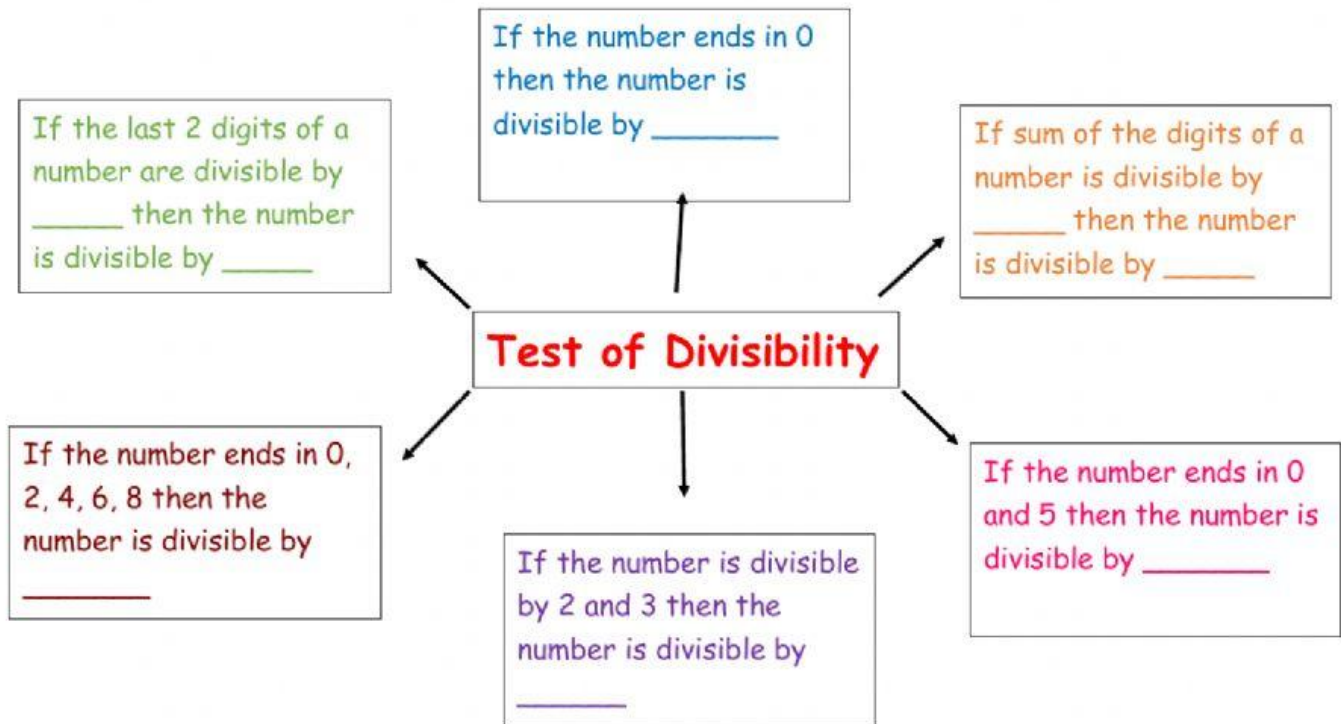 If the number ends in 0
then the number is
divisible by _______
If the last 2 digits of a
number are divisible by
_____ then the number
is divisible by _____
If sum of the digits of a
number is divisible by
_____ then the number
is divisible by _____
Test of Divisibility
If the number ends in 0,
2, 4, 6, 8 then the
number is divisible by
_______
If the number is divisible
by 2 and 3 then the
number is divisible by
______
If the number ends in 0
and 5 then the number is
divisible by _______